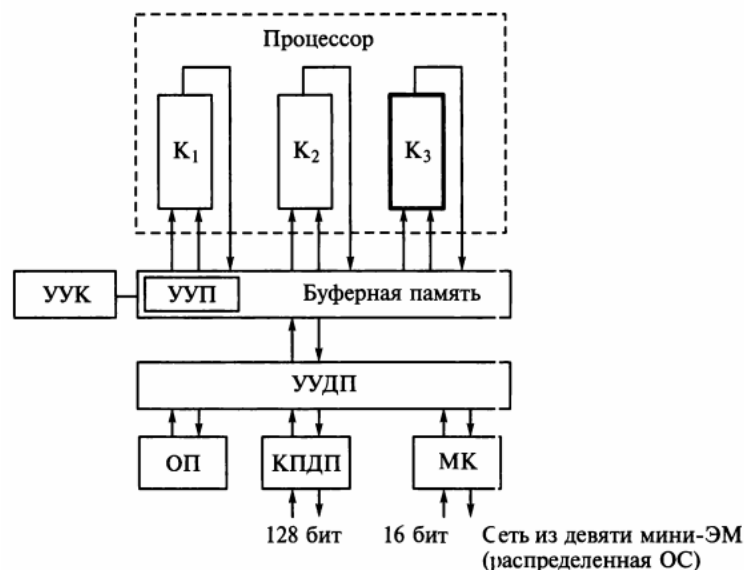 Процессор
K₁ K₂ K₃
УУК УУП Буферная память
УУДП
ОП КПДП МК
128 бит 16 бит Сеть из девяти мини-ЭМ
(распределенная ОС)